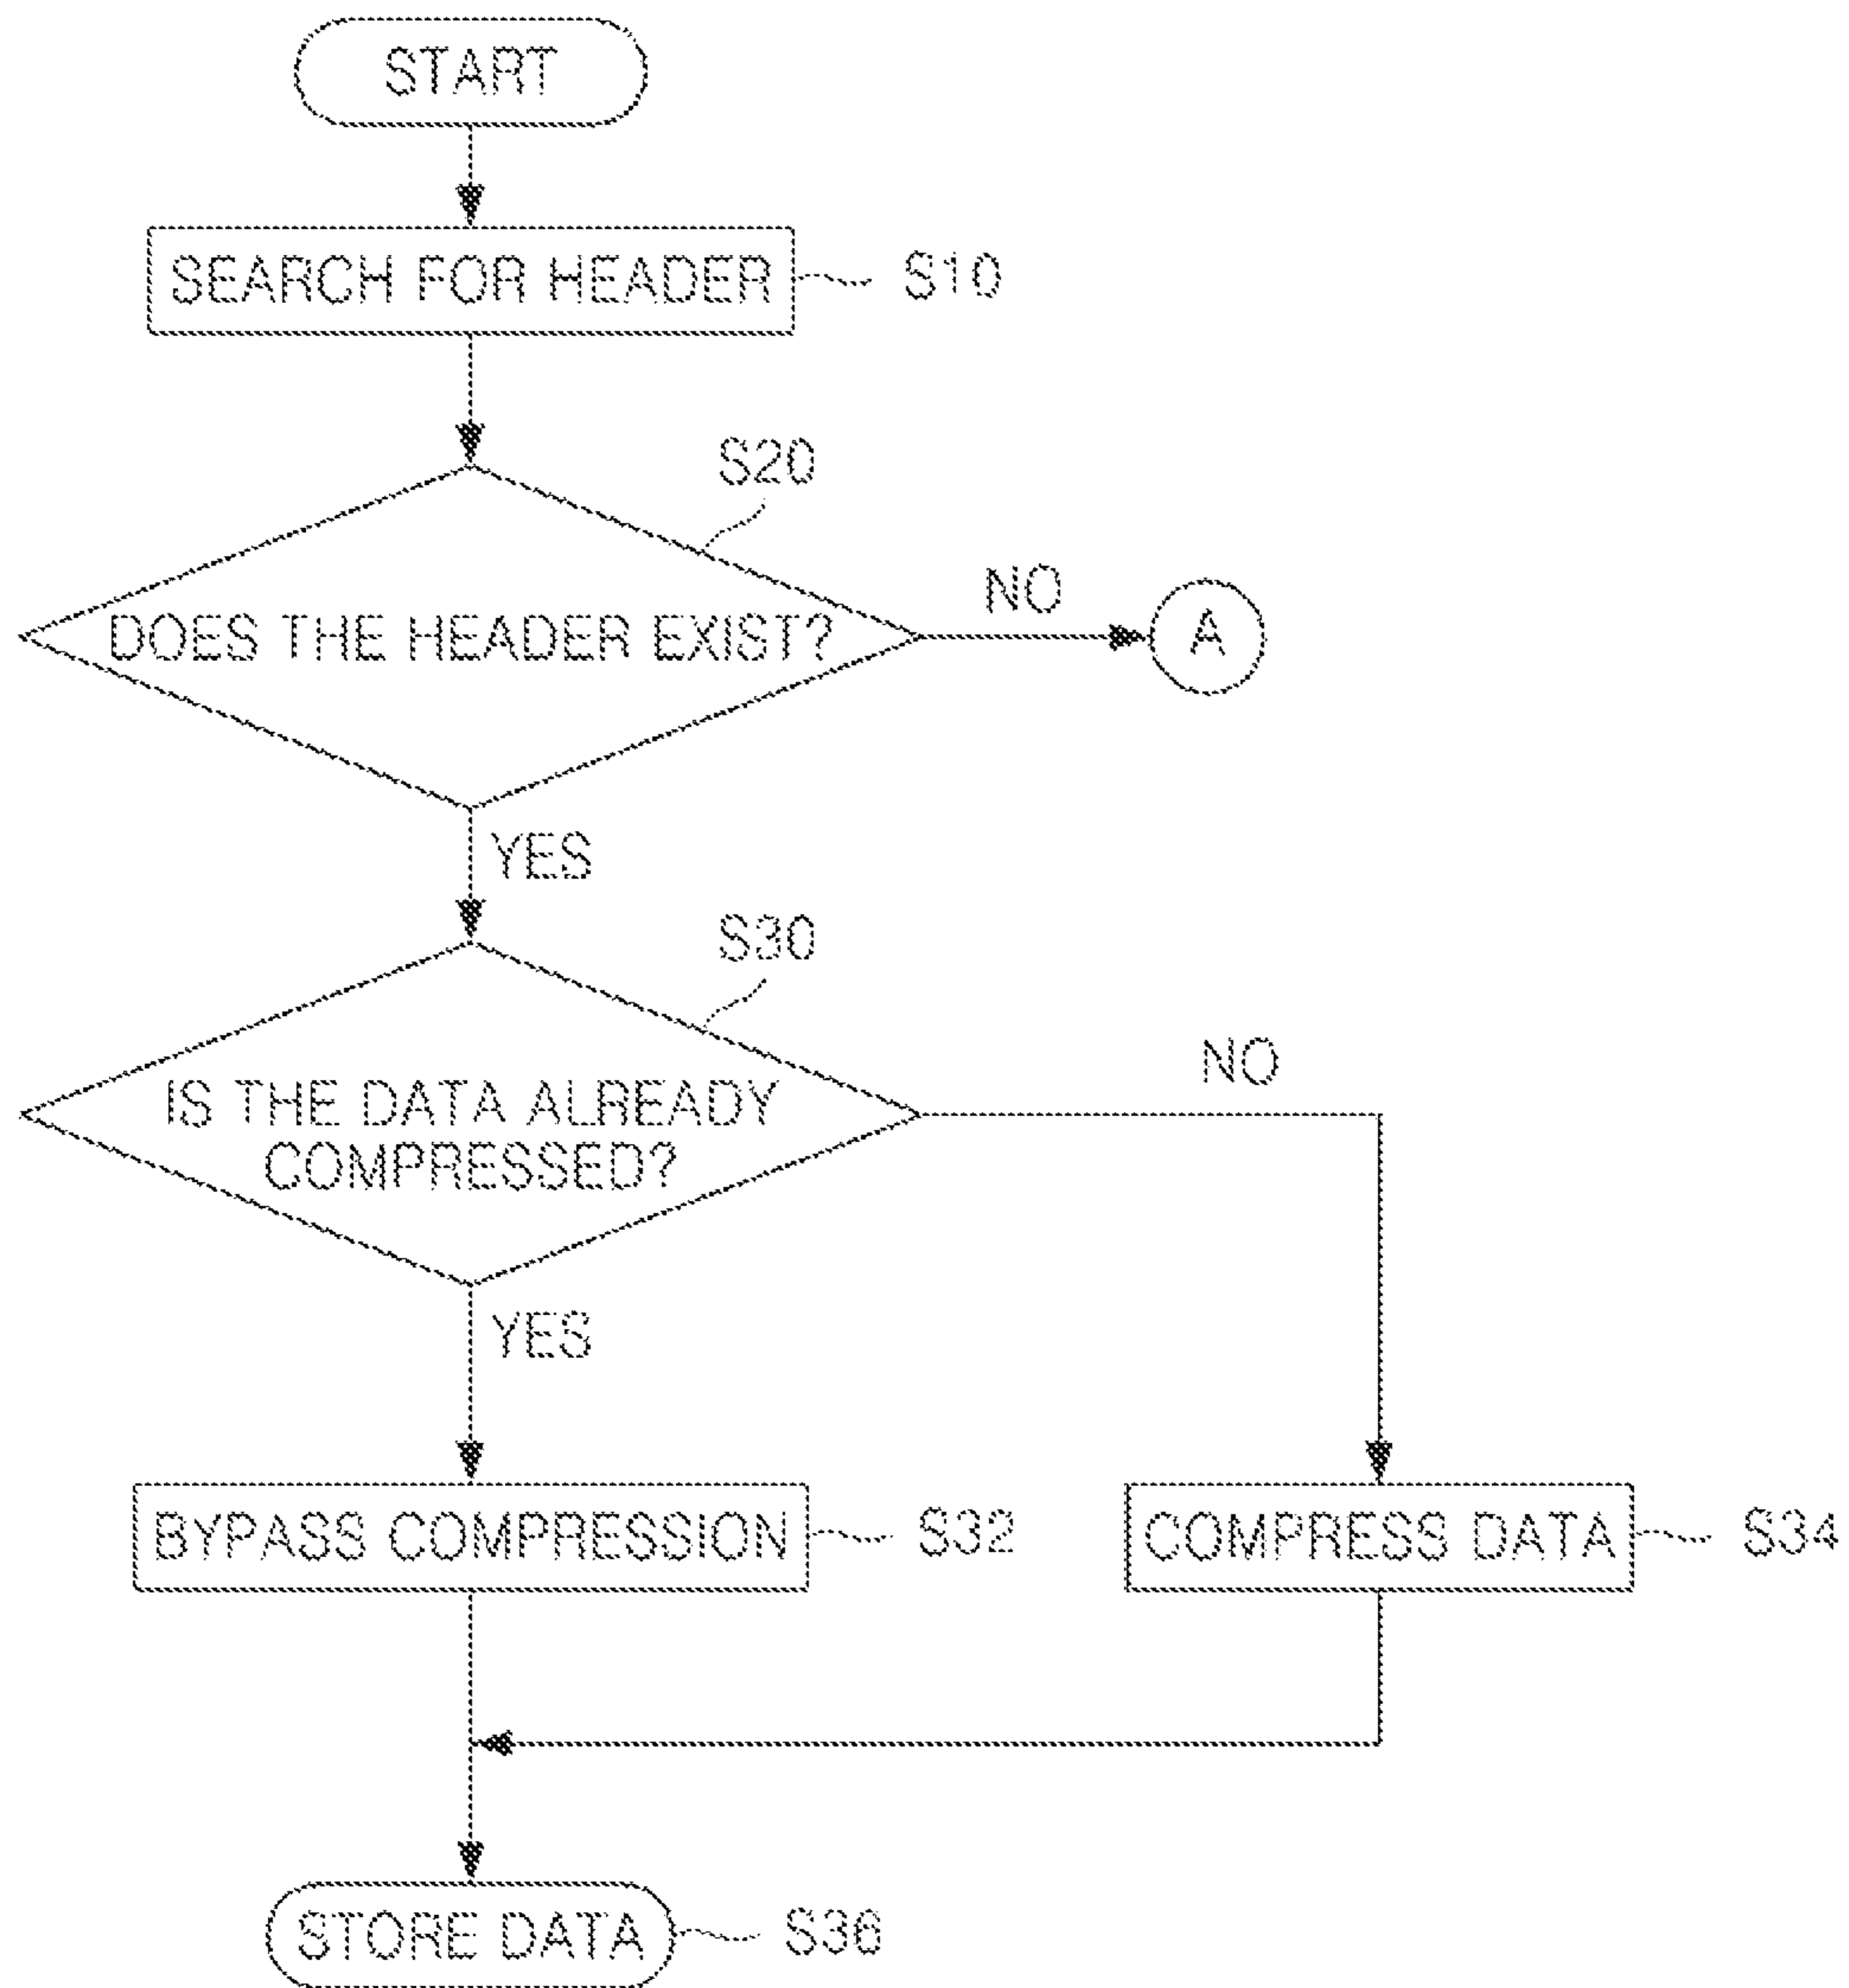 START
SEARCH FOR HEADER
S10
S20
DOES THE HEADER EXIST?
NO
A
YES
S30
IS THE DATA ALREADY
COMPRESSED?
NO
YES
BYPASS COMPRESSION
S32
COMPRESS DATA
S34
STORE DATA
S36